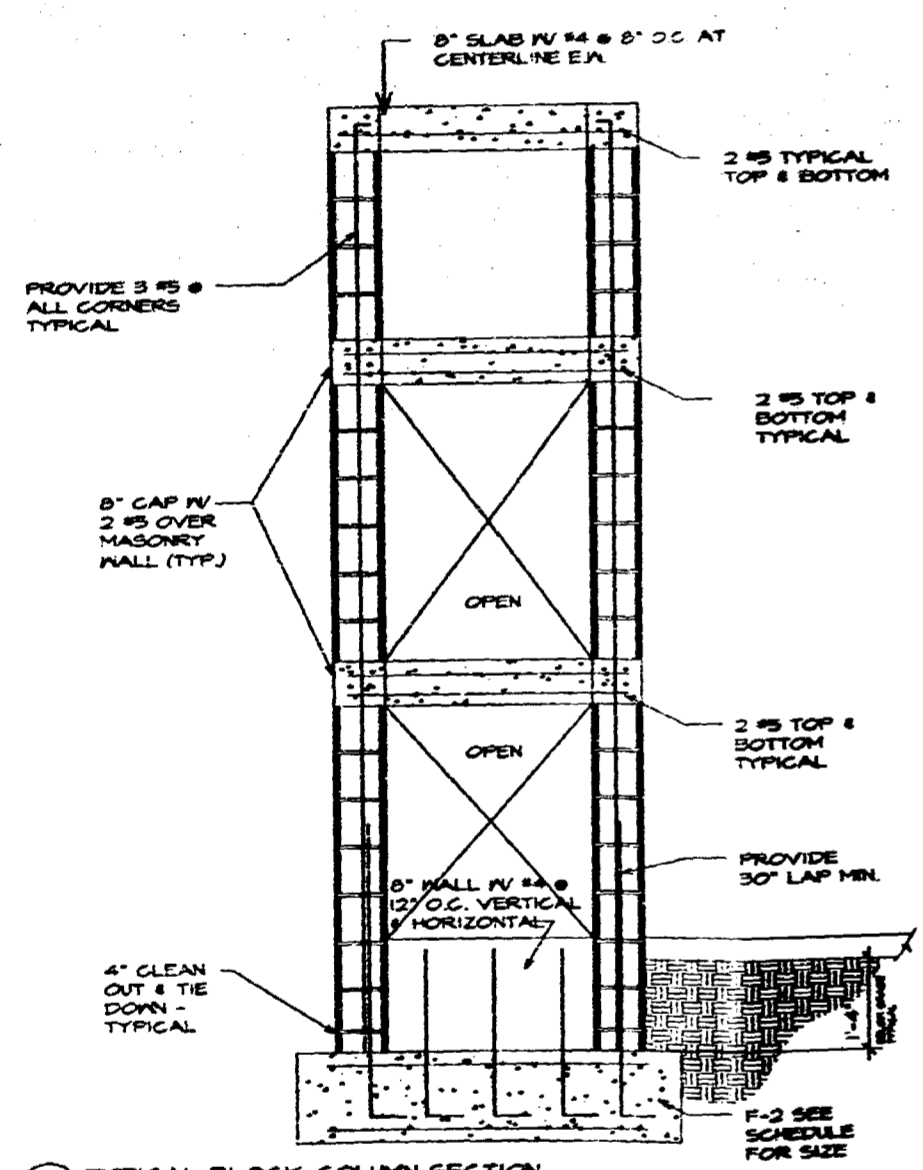 8" SLAB W/ #4 @ 8" O.C. AT
CENTERLINE E.W.
2 #5 TYPICAL
TOP & BOTTOM
PROVIDE 3 #5 @
ALL CORNERS
TYPICAL
2 #5 TOP &
BOTTOM
TYPICAL
8" CAP W/
2 #5 OVER
MASONRY
WALL (TYP.)
OPEN
OPEN
2 #5 TOP &
BOTTOM
TYPICAL
PROVIDE
30" LAP MIN.
8" WALL W/ #4 @
12" O.C. VERTICAL
& HORIZONTAL
4" CLEAN
OUT & TIE
DOWN -
TYPICAL
1'-4"
F-2 SEE
SCHEDULE
FOR SIZE
TYPICAL BLOCK COLUMN SECTION